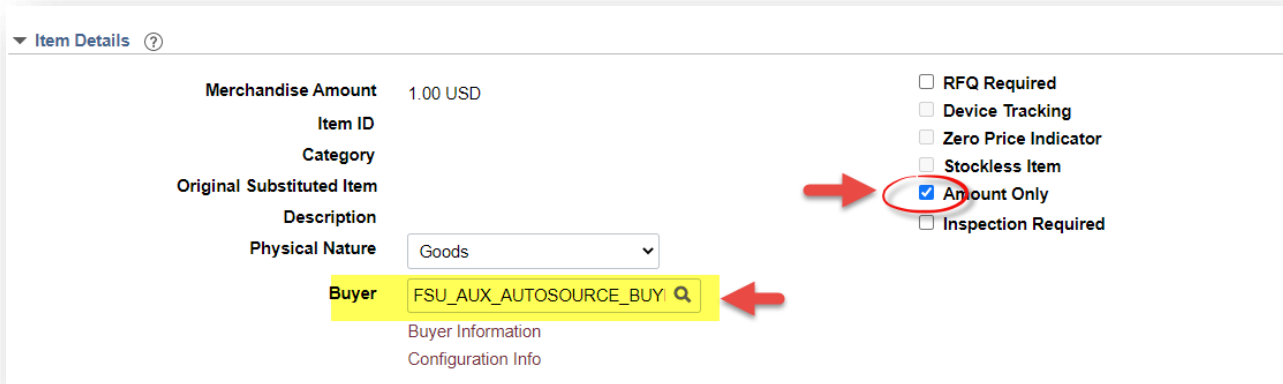 Item Details ?
Merchandise Amount 1.00 USD
Item ID
Category
Original Substituted Item
Description
Physical Nature Goods
Buyer FSU_AUX_AUTOSOURCE_BUY
Buyer Information
Configuration Info
RFQ Required
Device Tracking
Zero Price Indicator
Stockless Item
Amount Only
Inspection Required